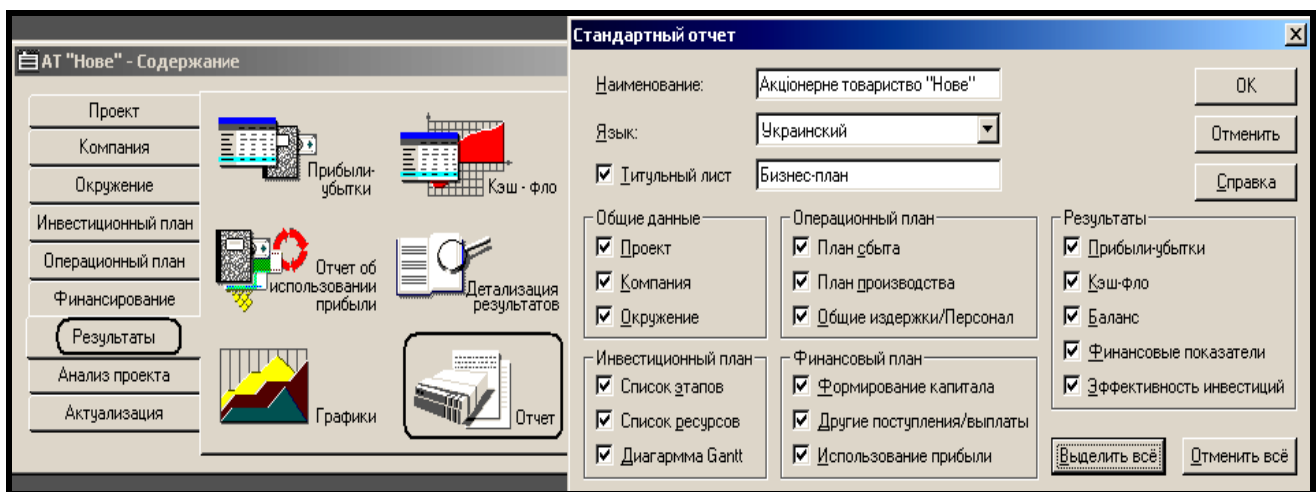 АТ "Нове" - Содержание
Проект
Компания
Окружение
Инвестиционный план
Операционный план
Финансирование
Результаты
Анализ проекта
Актуализация
Прибыли-
убытки
Кэш - фло
Отчет об
использовании
прибыли
Детализация
результатов
Графики
Отчет
Стандартный отчет
Наименование:
Акціонерне товариство "Нове"
OK
Язык:
Украинский
Отменить
Титульный лист
Бизнес-план
Справка
Общие данные
Проект
Компания
Окружение
Операционный план
План сбыта
План производства
Общие издержки/Персонал
Результаты
Прибыли-убытки
Кэш-фло
Баланс
Финансовые показатели
Эффективность инвестиций
Инвестиционный план
Список этапов
Список ресурсов
Диагармма Gantt
Финансовый план
Формирование капитала
Другие поступления/выплаты
Использование прибыли
Выделить всё
Отменить всё